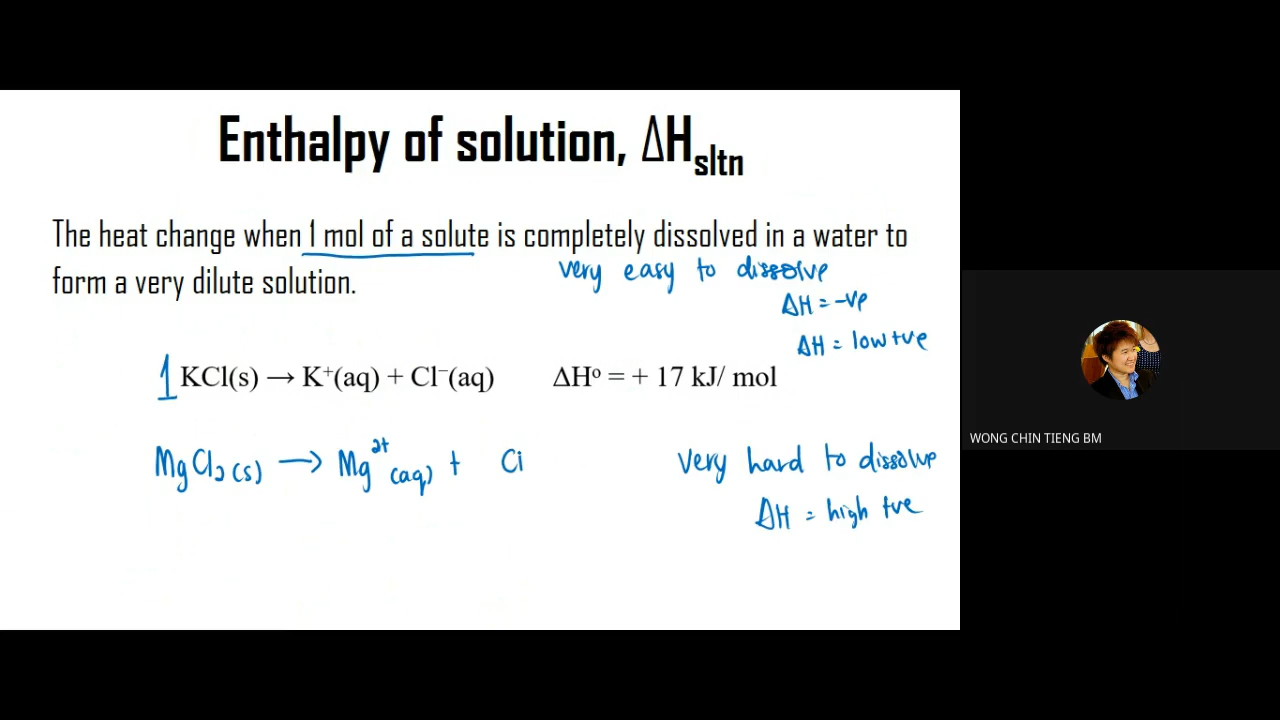 Enthalpy of solution, ΔHsltn
The heat change when 1 mol of a solute is completely dissolved in a water to
form a very dilute solution.
very easy to dissolve
ΔH = -ve
ΔH = low +ve
1 KCl(s) → K⁺(aq) + Cl⁻(aq) ΔHº = + 17 kJ/ mol
MgCl₂(s) → Mg²⁺(aq) + Cl
very hard to dissolve
ΔH = high +ve
WONG CHIN TIENG BM